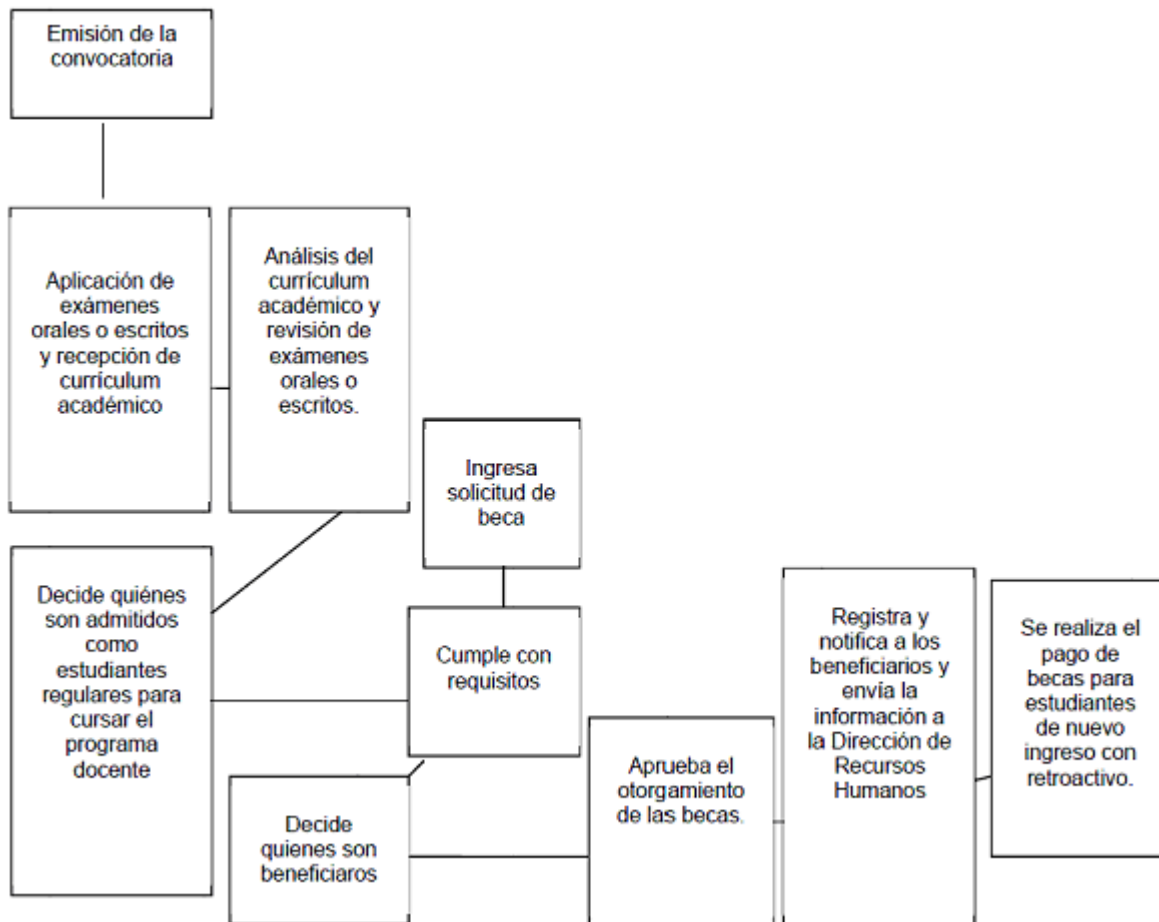 Emisión de la
convocatoria
Aplicación de
exámenes
orales o escritos
y recepción de
currículum
académico
Análisis del
currículum
académico y
revisión de
exámenes
orales o
escritos.
Ingresa
solicitud de
beca
Decide quiénes
son admitidos
como
estudiantes
regulares para
cursar el
programa
docente
Cumple con
requisitos
Decide
quienes son
beneficiaros
Aprueba el
otorgamiento
de las becas.
Registra y
notifica a los
beneficiarios y
envía la
información a
la Dirección de
Recursos
Humanos
Se realiza el
pago de
becas para
estudiantes
de nuevo
ingreso con
retroactivo.